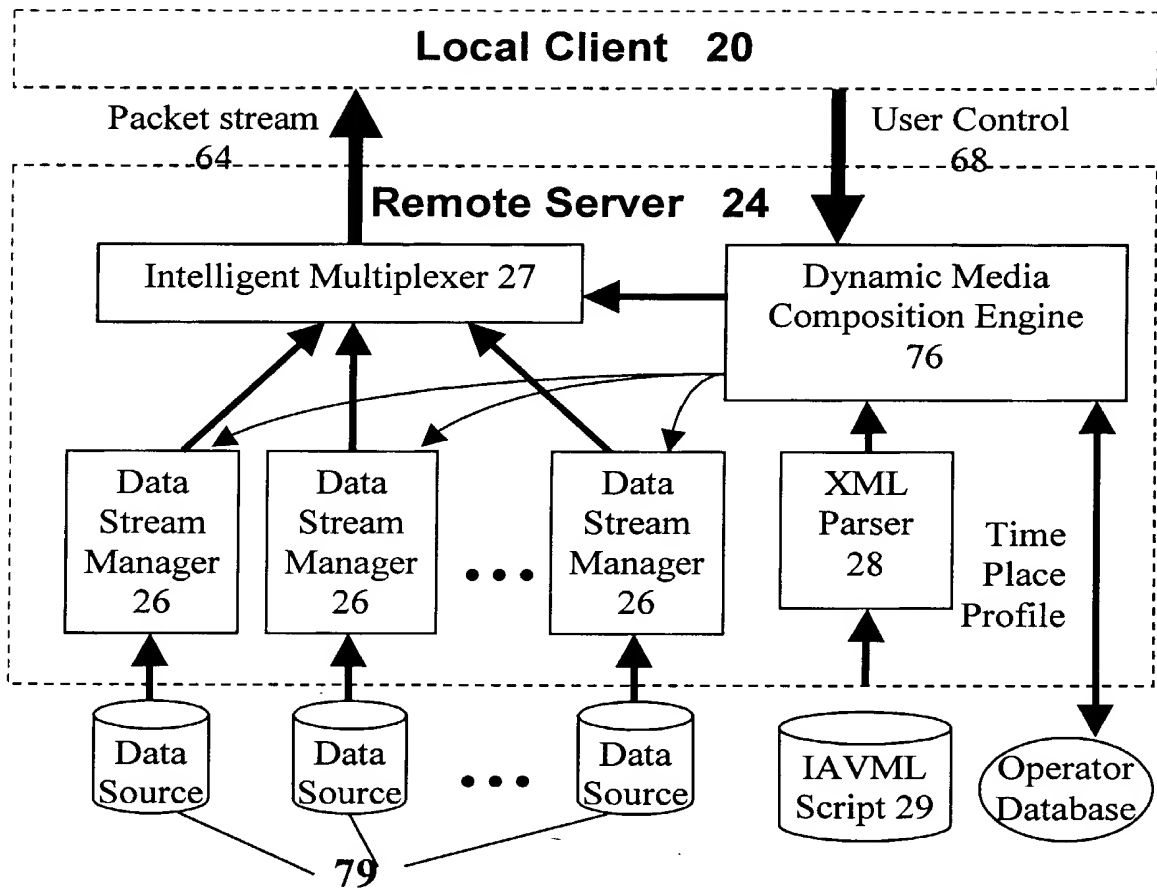 Local Client 20
Packet stream
64
User Control
68
Remote Server 24
Intelligent Multiplexer 27
Dynamic Media
Composition Engine
76
Data
Stream
Manager
26
Data
Stream
Manager
26
Data
Stream
Manager
26
XML
Parser
28
Time
Place
Profile
Data
Source
Data
Source
Data
Source
IAVML
Script 29
Operator
Database
79